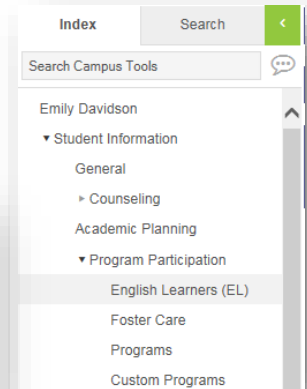 Index Search
Search Campus Tools
Emily Davidson
Student Information
General
Counseling
Academic Planning
Program Participation
English Learners (EL)
Foster Care
Programs
Custom Programs